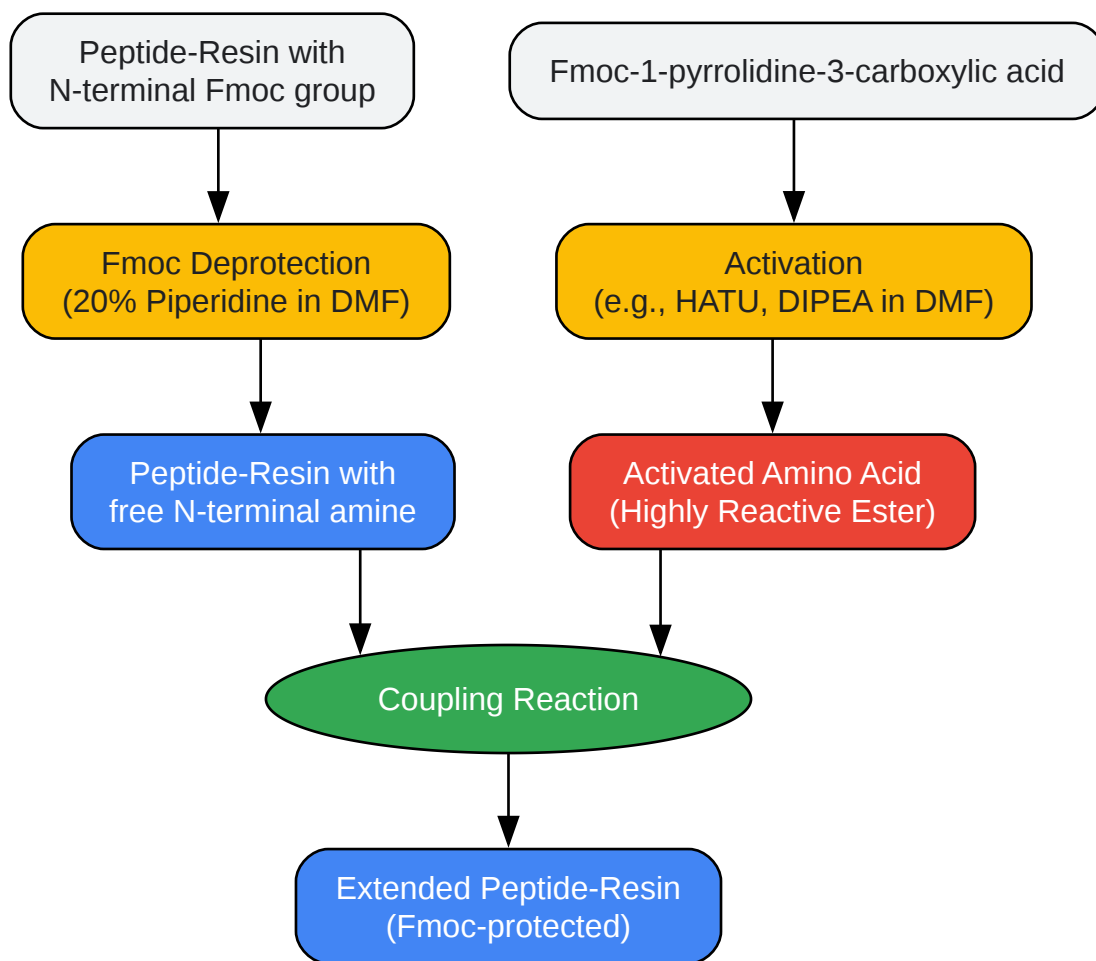 Peptide-Resin with
N-terminal Fmoc group
Fmoc-1-pyrrolidine-3-carboxylic acid
Fmoc Deprotection
(20% Piperidine in DMF)
Activation
(e.g., HATU, DIPEA in DMF)
Peptide-Resin with
free N-terminal amine
Activated Amino Acid
(Highly Reactive Ester)
Coupling Reaction
Extended Peptide-Resin
(Fmoc-protected)